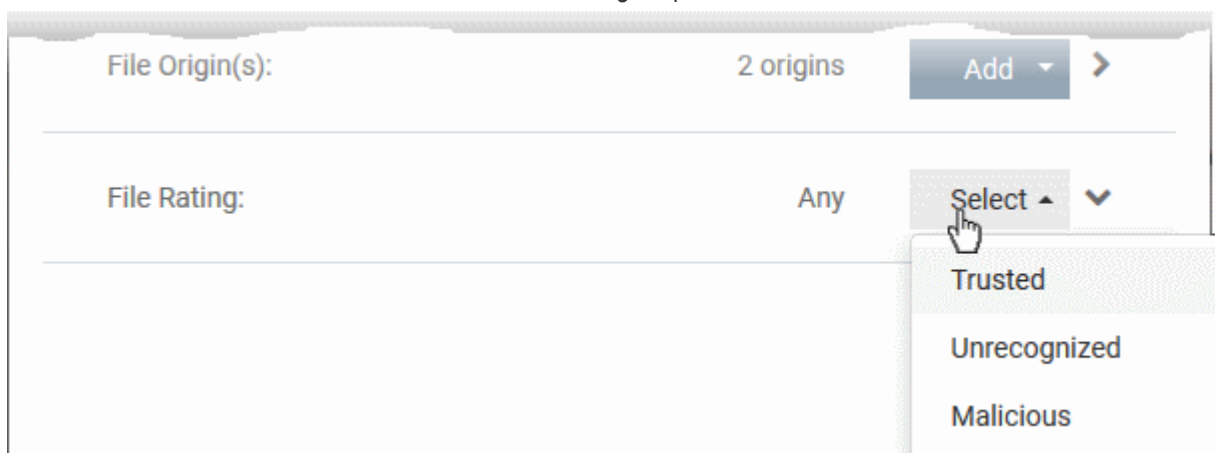 File Origin(s): 2 origins Add
File Rating: Any Select
Trusted
Unrecognized
Malicious